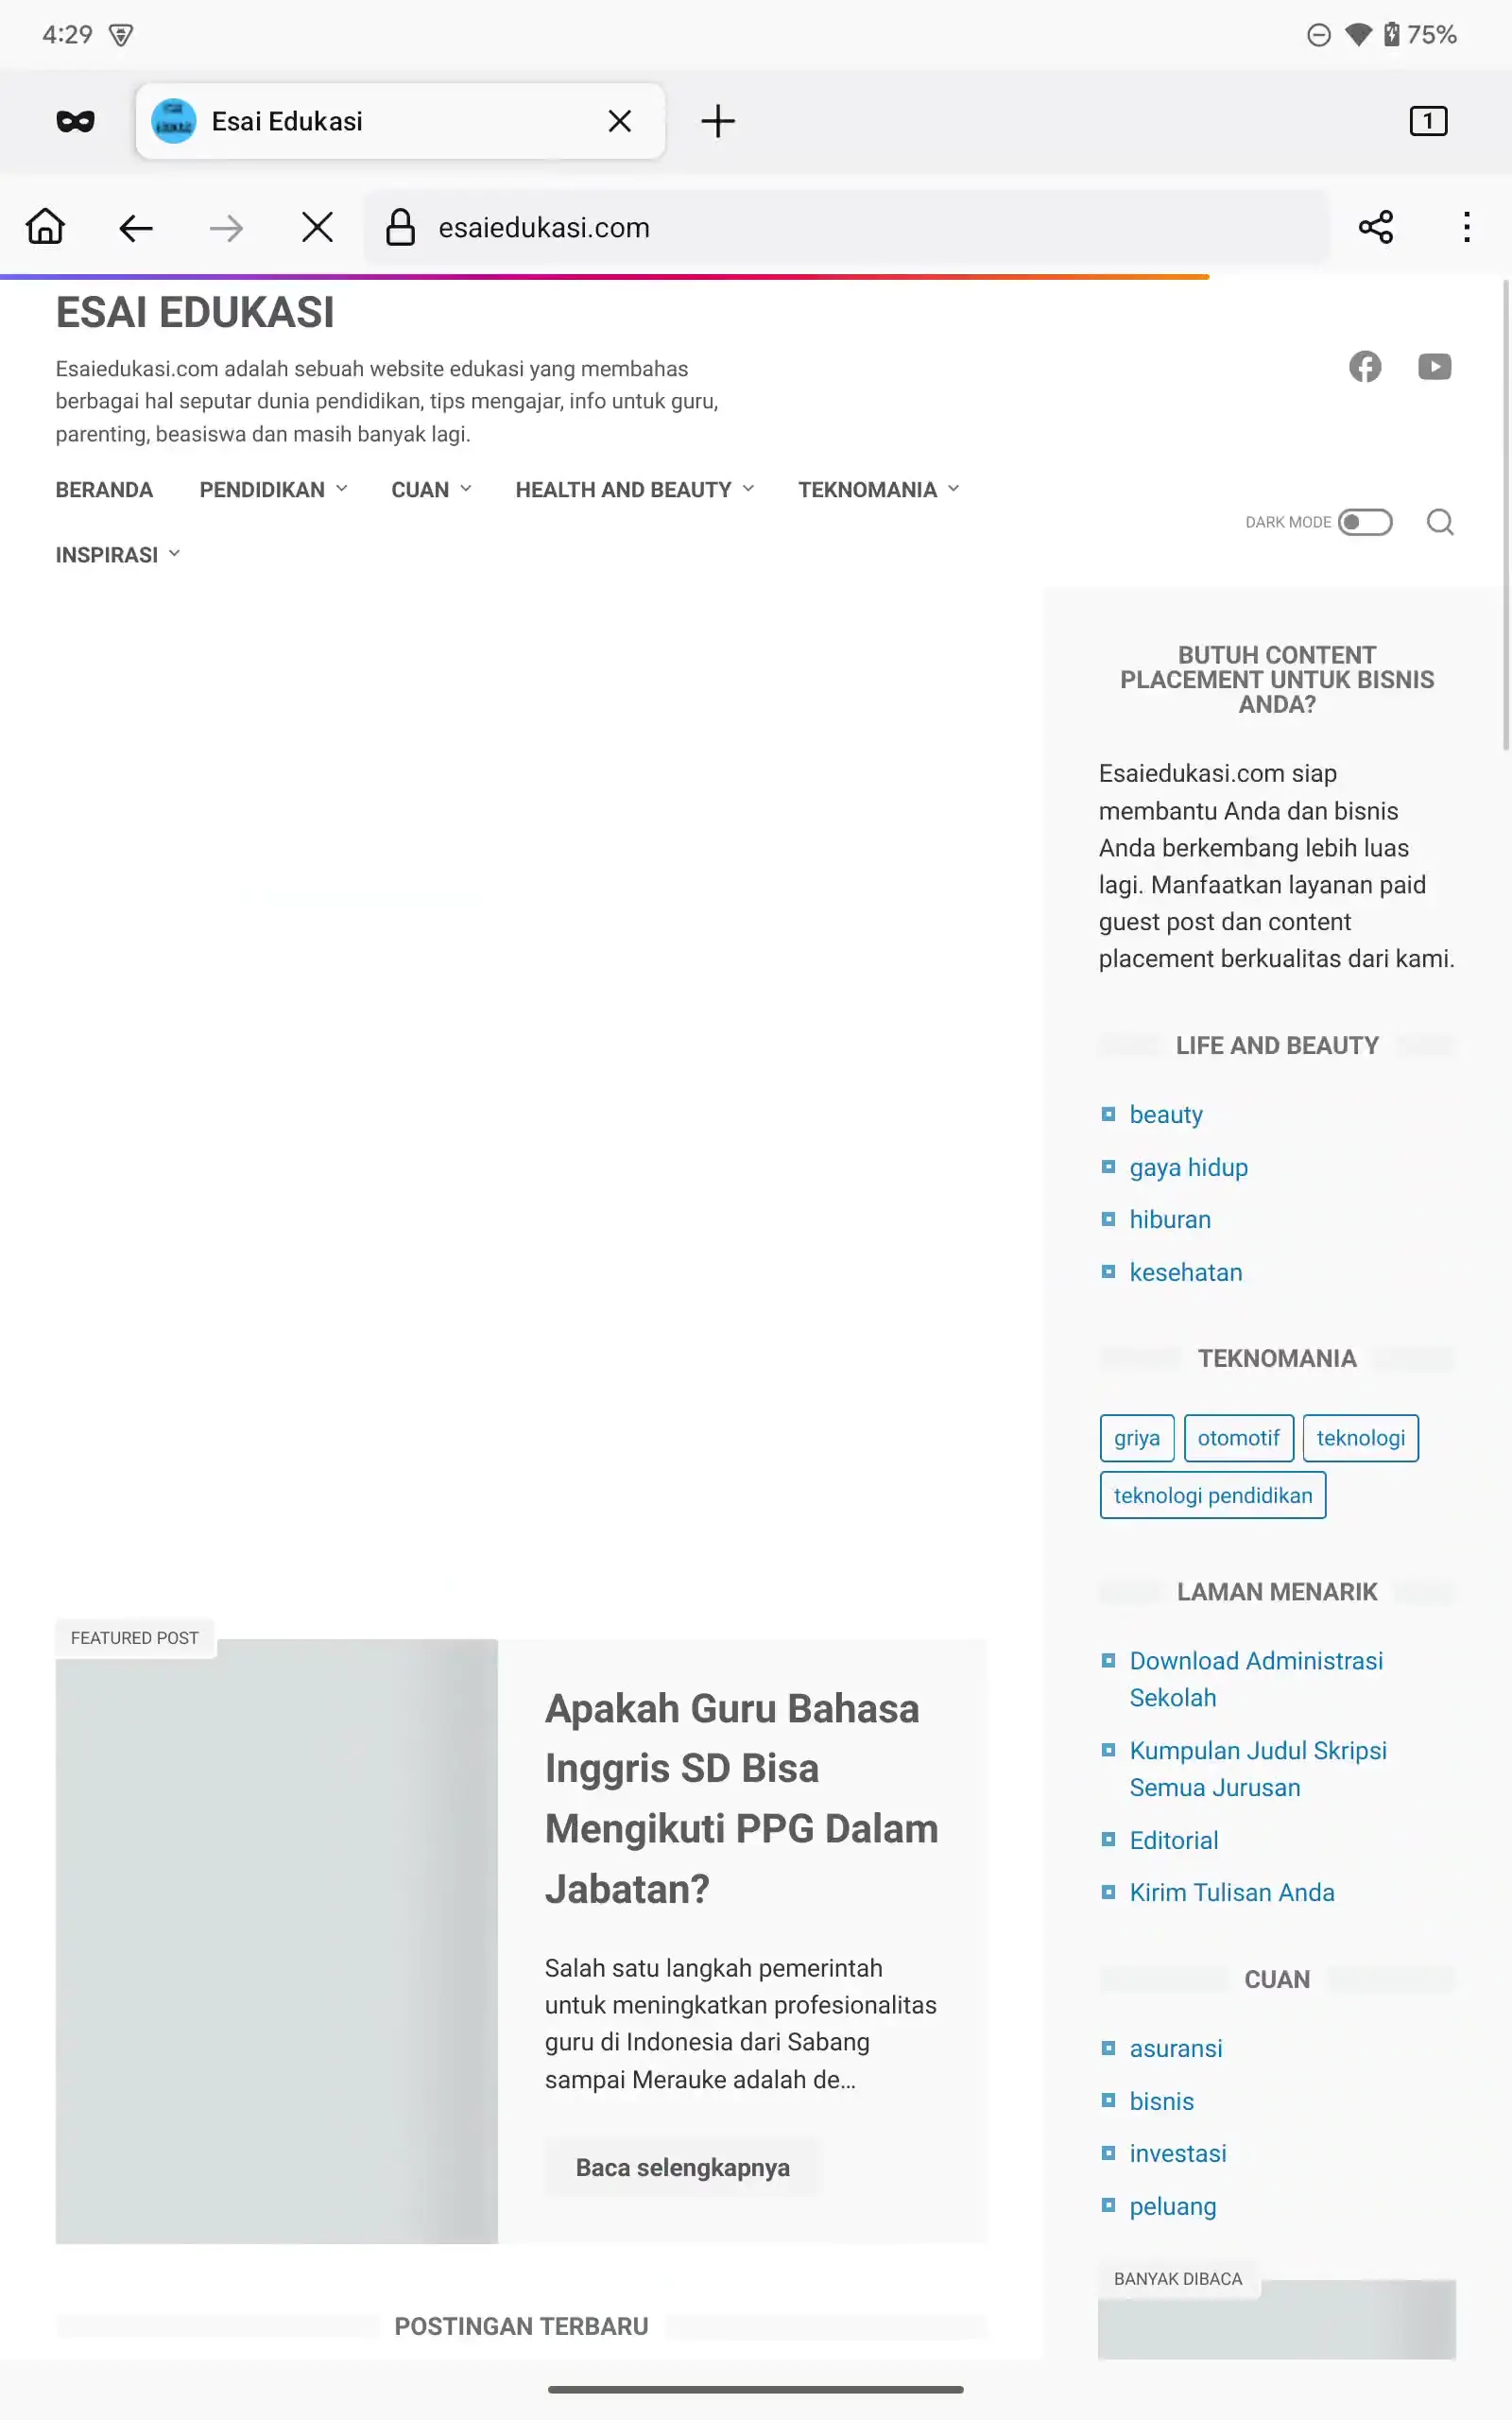 4:29
75%
Esai Edukasi
1
esaiedukasi.com
ESAI EDUKASI
Esaiedukasi.com adalah sebuah website edukasi yang membahas
berbagai hal seputar dunia pendidikan, tips mengajar, info untuk guru,
parenting, beasiswa dan masih banyak lagi.
BERANDA PENDIDIKAN CUAN HEALTH AND BEAUTY TEKNOMANIA
INSPIRASI
DARK MODE
BUTUH CONTENT
PLACEMENT UNTUK BISNIS
ANDA?
Esaiedukasi.com siap
membantu Anda dan bisnis
Anda berkembang lebih luas
lagi. Manfaatkan layanan paid
guest post dan content
placement berkualitas dari kami.
LIFE AND BEAUTY
beauty
gaya hidup
hiburan
kesehatan
TEKNOMANIA
griya otomotif teknologi
teknologi pendidikan
LAMAN MENARIK
Download Administrasi
Sekolah
Kumpulan Judul Skripsi
Semua Jurusan
Editorial
Kirim Tulisan Anda
CUAN
asuransi
bisnis
investasi
peluang
BANYAK DIBACA
FEATURED POST
Apakah Guru Bahasa
Inggris SD Bisa
Mengikuti PPG Dalam
Jabatan?
Salah satu langkah pemerintah
untuk meningkatkan profesionalitas
guru di Indonesia dari Sabang
sampai Merauke adalah de…
Baca selengkapnya
POSTINGAN TERBARU